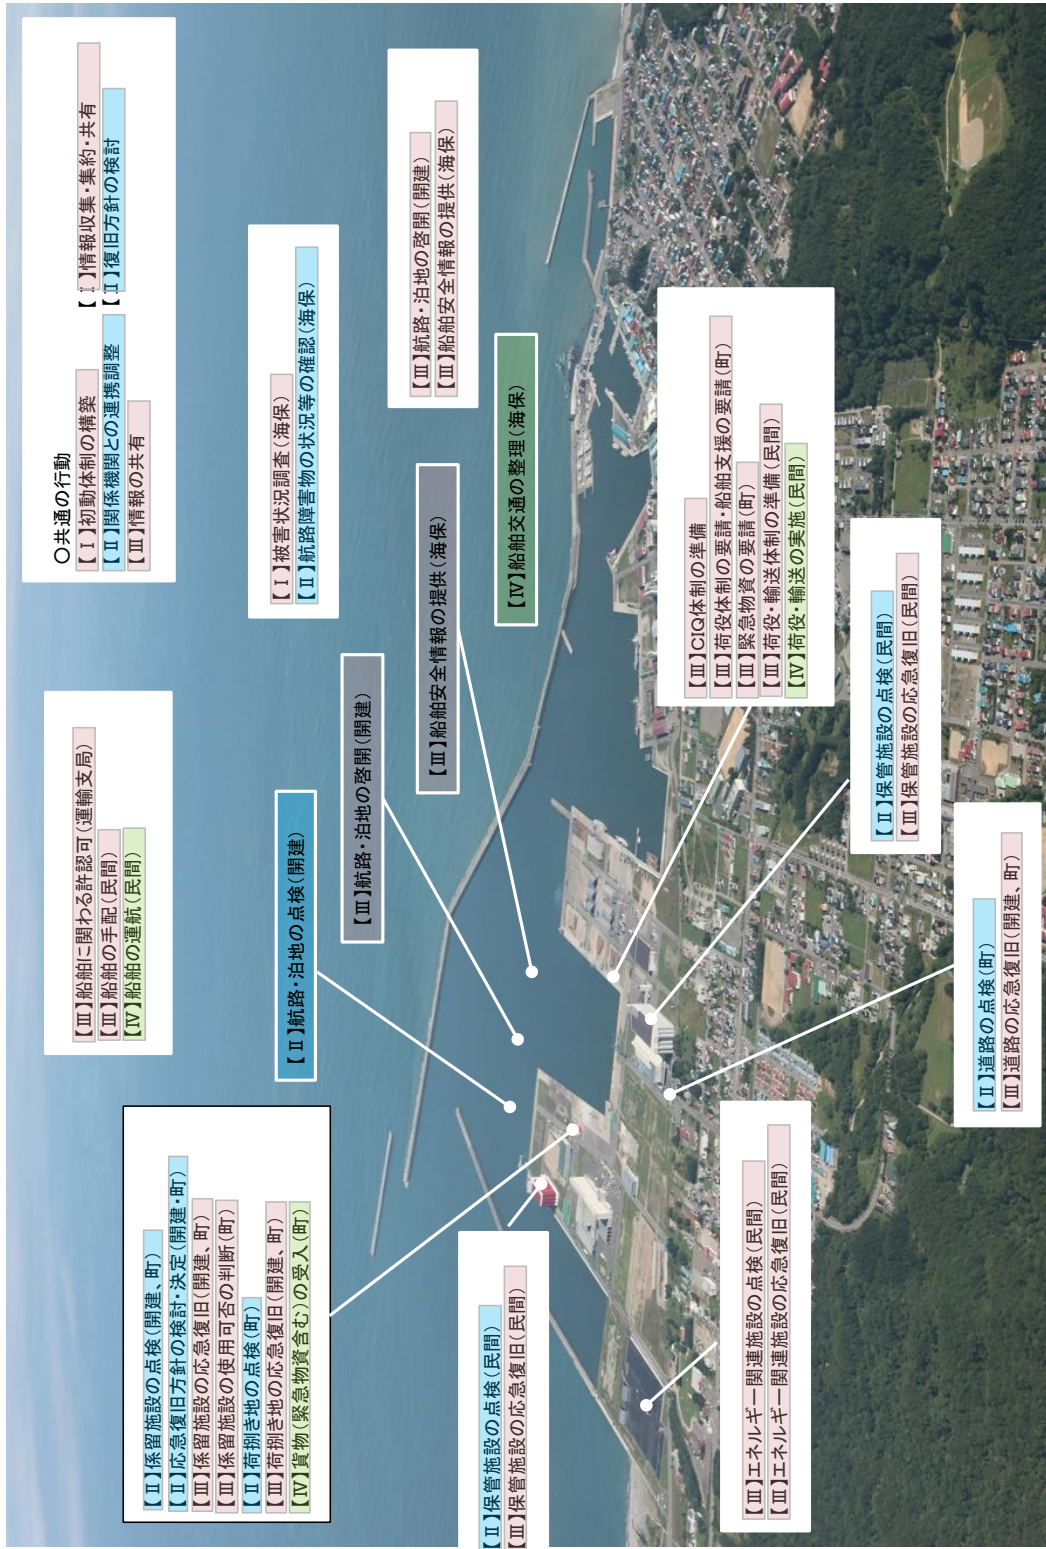 〇共通の行動
【Ⅰ】初動体制の構築
【Ⅱ】関係機関との連携調整
【Ⅲ】情報の共有
【Ⅰ】情報収集・集約・共有
【Ⅱ】復旧方針の検討
【Ⅲ】船舶に関わる許認可(運輸支局)
【Ⅲ】船舶の手配(民間)
【Ⅳ】船舶の運航(民間)
【Ⅰ】被害状況調査(海保)
【Ⅱ】航路障害物の状況等の確認(海保)
【Ⅲ】航路・泊地の啓開(開建)
【Ⅲ】船舶安全情報の提供(海保)
【Ⅱ】係留施設の点検(開建、町)
【Ⅱ】応急復旧方針の検討・決定(開建・町)
【Ⅲ】係留施設の応急復旧(開建、町)
【Ⅲ】係留施設の使用可否の判断(町)
【Ⅱ】荷捌き地の点検(町)
【Ⅲ】荷捌き地の応急復旧(開建、町)
【Ⅳ】貨物(緊急物資含む)の受入(町)
【Ⅱ】航路・泊地の点検(開建)
【Ⅲ】航路・泊地の啓開(開建)
【Ⅲ】船舶安全情報の提供(海保)
【Ⅳ】船舶交通の整理(海保)
【Ⅱ】保管施設の点検(民間)
【Ⅲ】保管施設の応急復旧(民間)
【Ⅲ】CIQ体制の準備
【Ⅲ】荷役体制の要請・船舶支援の要請(町)
【Ⅲ】緊急物資の要請(町)
【Ⅲ】荷役・輸送体制の準備(民間)
【Ⅳ】荷役・輸送の実施(民間)
【Ⅲ】エネルギー関連施設の点検(民間)
【Ⅲ】エネルギー関連施設の応急復旧(民間)
【Ⅱ】保管施設の点検(民間)
【Ⅲ】保管施設の応急復旧(民間)
【Ⅱ】道路の点検(町)
【Ⅲ】道路の応急復旧(開建、町)